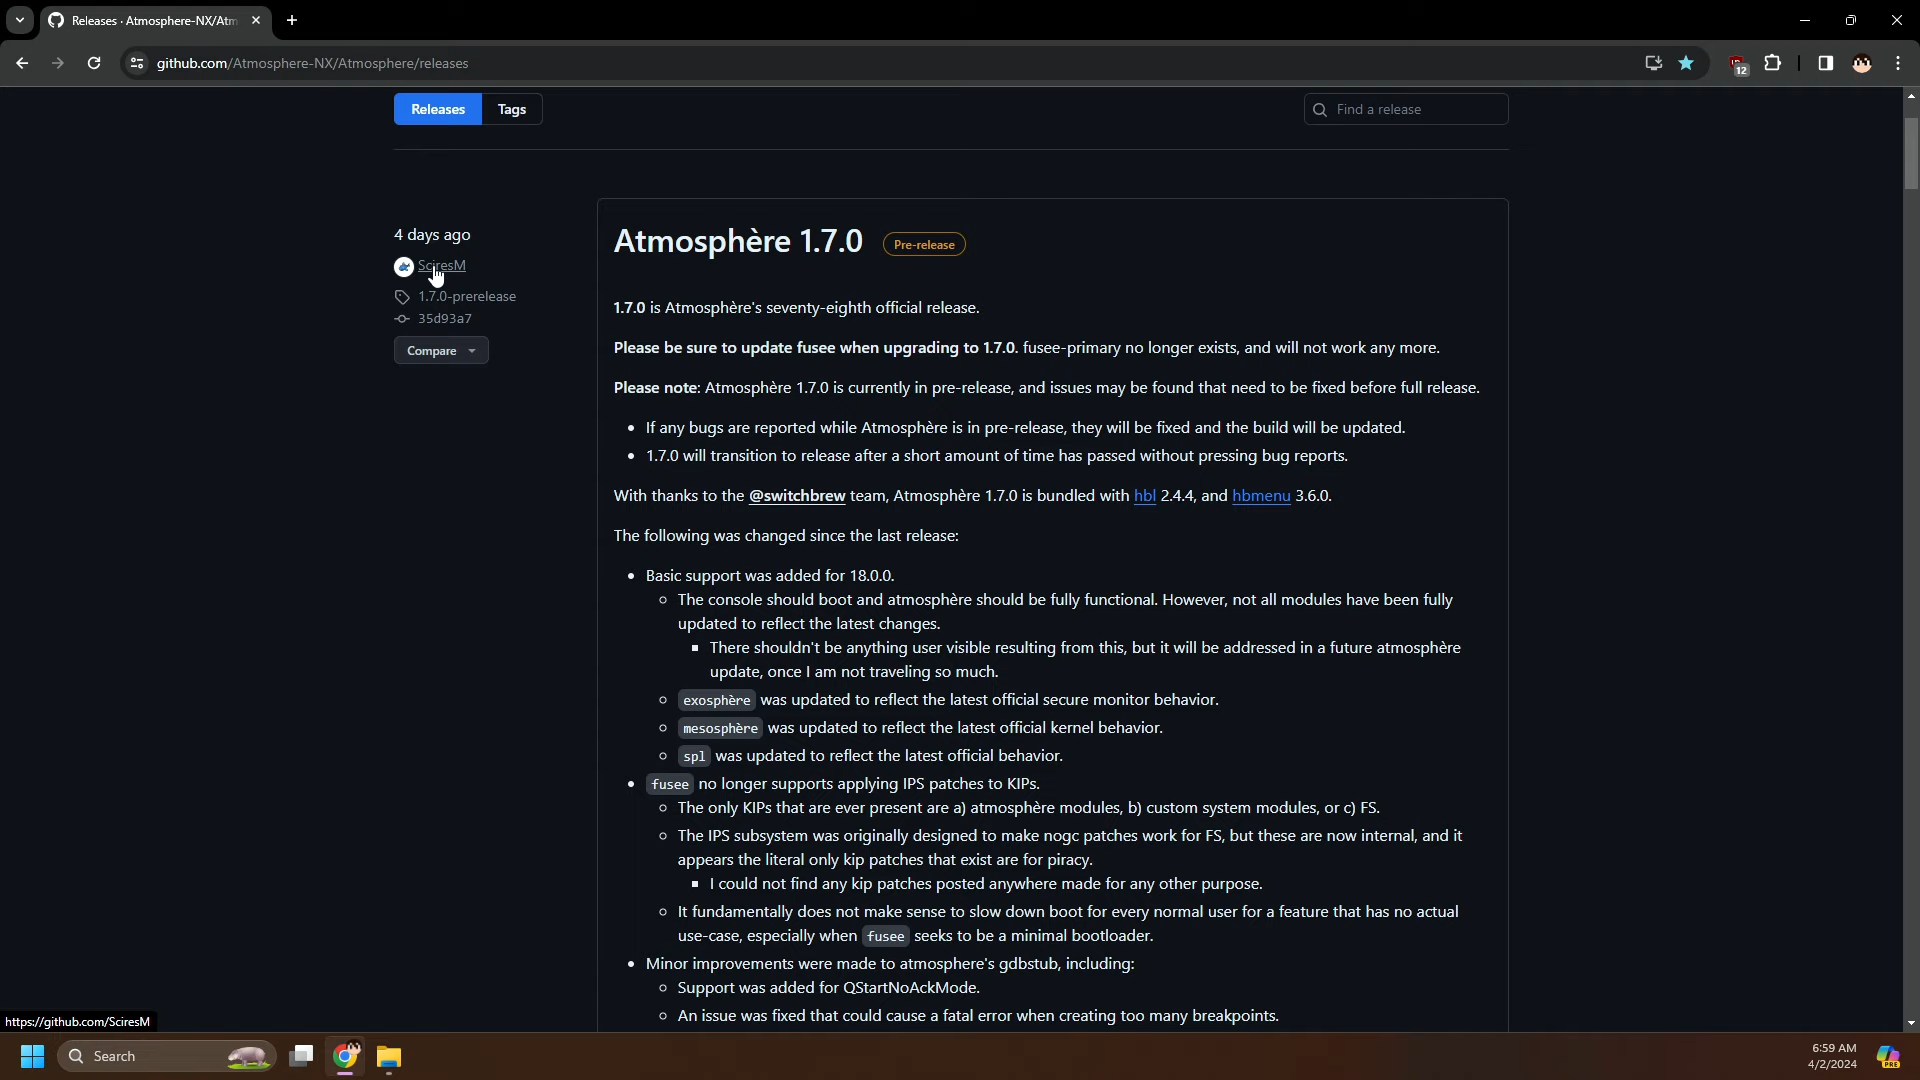 Releases · Atmosphere-NX/Atm
github.com/Atmosphere-NX/Atmosphere/releases
12
Releases
Tags
Find a release
4 days ago
SciresM
1.7.0-prerelease
35d93a7
Compare
Atmosphère 1.7.0
Pre-release
1.7.0 is Atmosphère's seventy-eighth official release.
Please be sure to update fusee when upgrading to 1.7.0. fusee-primary no longer exists, and will not work any more.
Please note: Atmosphère 1.7.0 is currently in pre-release, and issues may be found that need to be fixed before full release.
If any bugs are reported while Atmosphère is in pre-release, they will be fixed and the build will be updated.
1.7.0 will transition to release after a short amount of time has passed without pressing bug reports.
With thanks to the @switchbrew team, Atmosphère 1.7.0 is bundled with hbl 2.4.4, and hbmenu 3.6.0.
The following was changed since the last release:
Basic support was added for 18.0.0.
The console should boot and atmosphère should be fully functional. However, not all modules have been fully
updated to reflect the latest changes.
There shouldn't be anything user visible resulting from this, but it will be addressed in a future atmosphère
update, once I am not traveling so much.
exosphère was updated to reflect the latest official secure monitor behavior.
mesosphère was updated to reflect the latest official kernel behavior.
spl was updated to reflect the latest official behavior.
fusee no longer supports applying IPS patches to KIPs.
The only KIPs that are ever present are a) atmosphère modules, b) custom system modules, or c) FS.
The IPS subsystem was originally designed to make nogc patches work for FS, but these are now internal, and it
appears the literal only kip patches that exist are for piracy.
I could not find any kip patches posted anywhere made for any other purpose.
It fundamentally does not make sense to slow down boot for every normal user for a feature that has no actual
use-case, especially when fusee seeks to be a minimal bootloader.
Minor improvements were made to atmosphere's gdbstub, including:
Support was added for QStartNoAckMode.
An issue was fixed that could cause a fatal error when creating too many breakpoints.
https://github.com/SciresM
Search
6:59 AM
4/2/2024
PRE